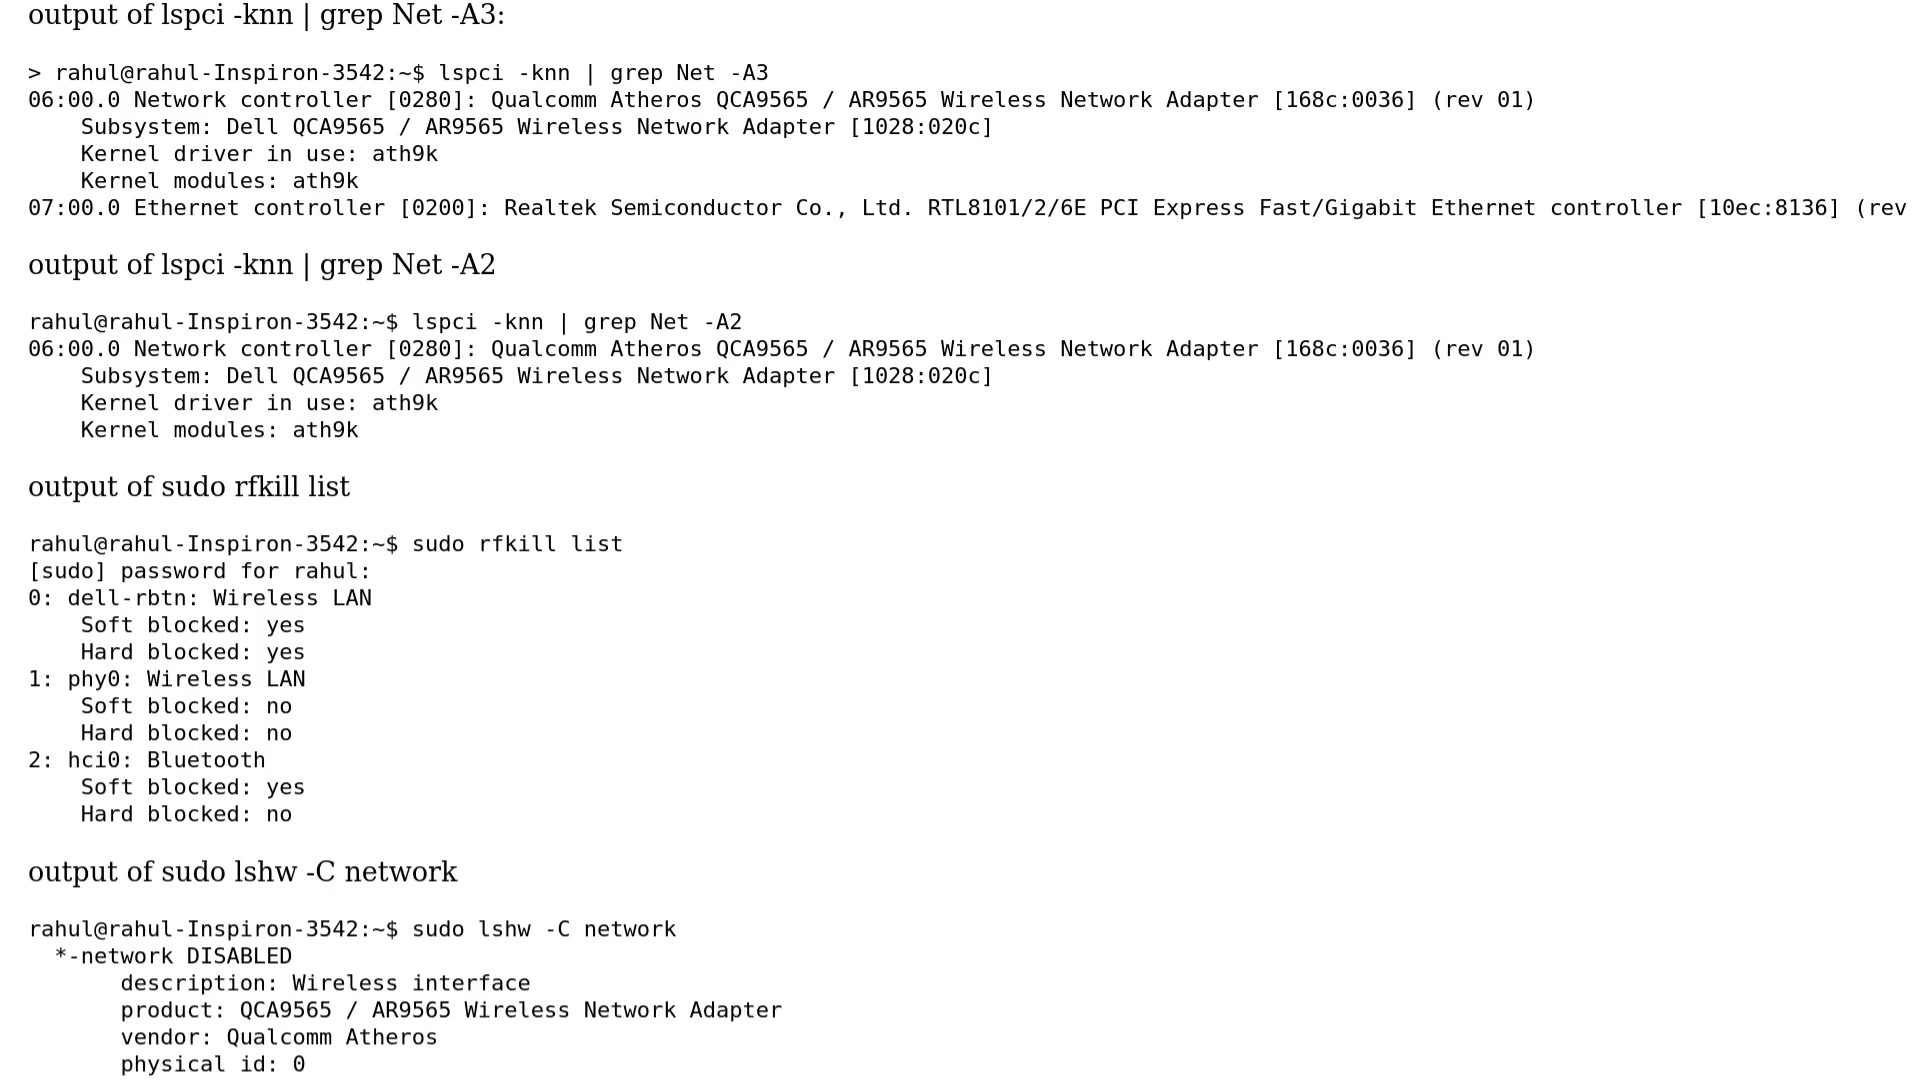 output of lspci -knn | grep Net -A3:
> rahul@rahul-Inspiron-3542:~$ lspci -knn | grep Net -A3
06:00.0 Network controller [0280]: Qualcomm Atheros QCA9565 / AR9565 Wireless Network Adapter [168c:0036] (rev 01)
    Subsystem: Dell QCA9565 / AR9565 Wireless Network Adapter [1028:020c]
    Kernel driver in use: ath9k
    Kernel modules: ath9k
07:00.0 Ethernet controller [0200]: Realtek Semiconductor Co., Ltd. RTL8101/2/6E PCI Express Fast/Gigabit Ethernet controller [10ec:8136] (rev
output of lspci -knn | grep Net -A2
rahul@rahul-Inspiron-3542:~$ lspci -knn | grep Net -A2
06:00.0 Network controller [0280]: Qualcomm Atheros QCA9565 / AR9565 Wireless Network Adapter [168c:0036] (rev 01)
    Subsystem: Dell QCA9565 / AR9565 Wireless Network Adapter [1028:020c]
    Kernel driver in use: ath9k
    Kernel modules: ath9k
output of sudo rfkill list
rahul@rahul-Inspiron-3542:~$ sudo rfkill list
[sudo] password for rahul:
0: dell-rbtn: Wireless LAN
    Soft blocked: yes
    Hard blocked: yes
1: phy0: Wireless LAN
    Soft blocked: no
    Hard blocked: no
2: hci0: Bluetooth
    Soft blocked: yes
    Hard blocked: no
output of sudo lshw -C network
rahul@rahul-Inspiron-3542:~$ sudo lshw -C network
  *-network DISABLED
       description: Wireless interface
       product: QCA9565 / AR9565 Wireless Network Adapter
       vendor: Qualcomm Atheros
       physical id: 0